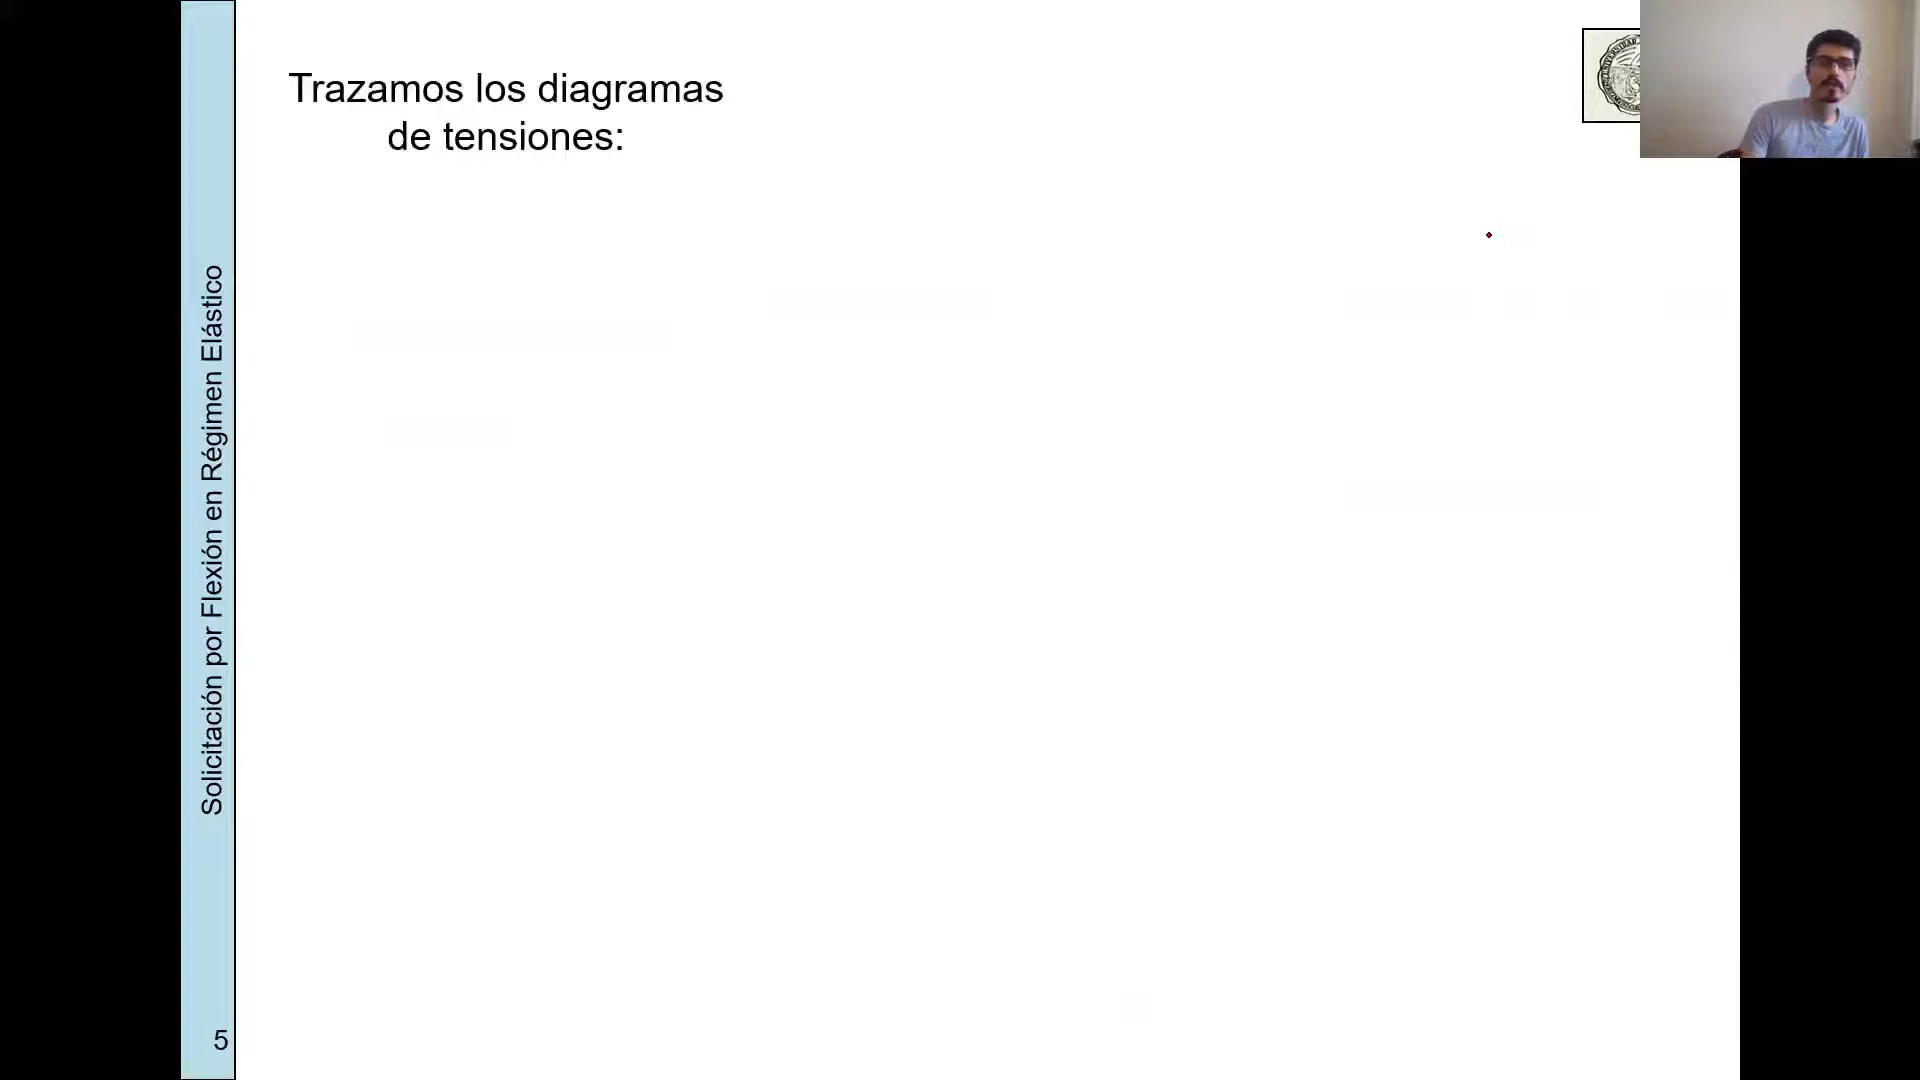 Trazamos los diagramas
de tensiones:
Solicitación por Flexión en Régimen Elástico
5